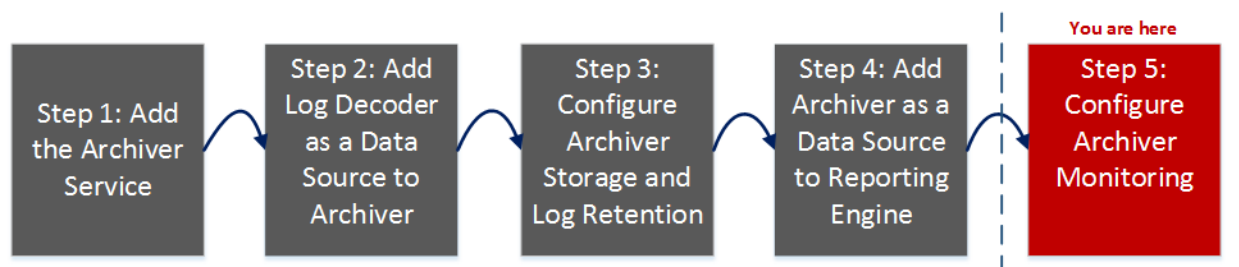 Step 1: Add
the Archiver
Service
Step 2: Add
Log Decoder
as a Data
Source to
Archiver
Step 3:
Configure
Archiver
Storage and
Log Retention
Step 4: Add
Archiver as a
Data Source
to Reporting
Engine
You are here
Step 5:
Configure
Archiver
Monitoring